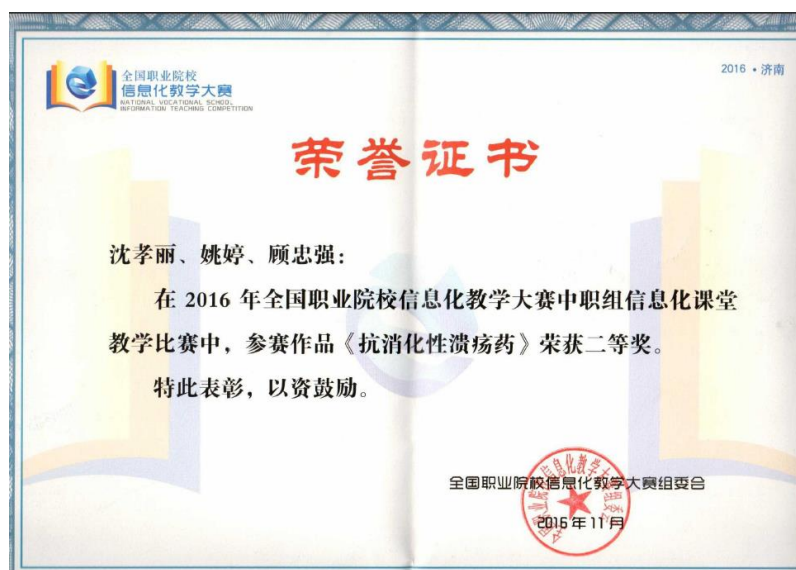 全国职业院校
信息化教学大赛
NATIONAL VOCATIONAL SCHOOL
INFORMATION TEACHING COMPETITION
2016·济南
荣誉证书
沈孝丽、姚婷、顾忠强：
在 2016 年全国职业院校信息化教学大赛中职组信息化课堂
教学比赛中，参赛作品《抗消化性溃疡药》荣获二等奖。
特此表彰，以资鼓励。
全国职业院校信息化教学大赛组委会
2016年11月